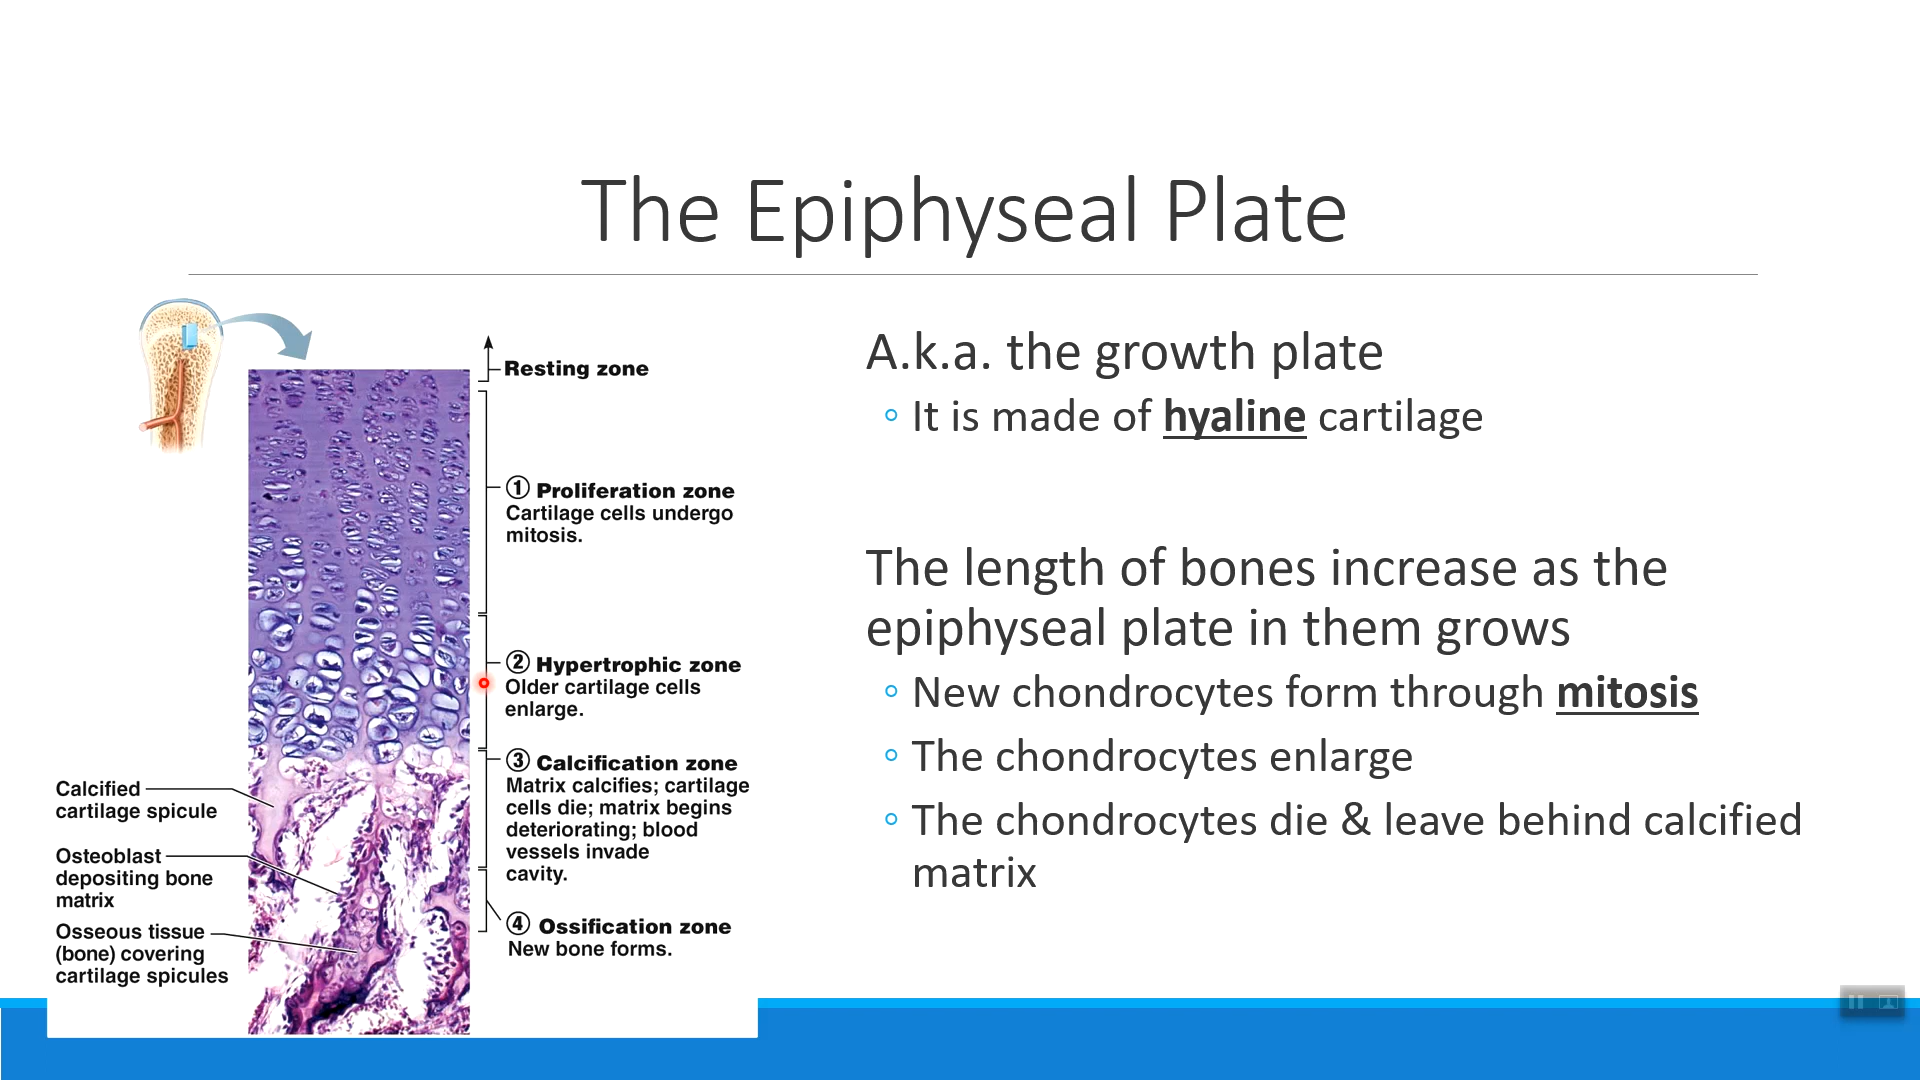 The Epiphyseal Plate
Resting zone
① Proliferation zone
Cartilage cells undergo
mitosis.
② Hypertrophic zone
Older cartilage cells
enlarge.
③ Calcification zone
Matrix calcifies; cartilage
cells die; matrix begins
deteriorating; blood
vessels invade
cavity.
④ Ossification zone
New bone forms.
Calcified
cartilage spicule
Osteoblast
depositing bone
matrix
Osseous tissue
(bone) covering
cartilage spicules
A.k.a. the growth plate
◦ It is made of hyaline cartilage
The length of bones increase as the
epiphyseal plate in them grows
◦ New chondrocytes form through mitosis
◦ The chondrocytes enlarge
◦ The chondrocytes die & leave behind calcified
matrix